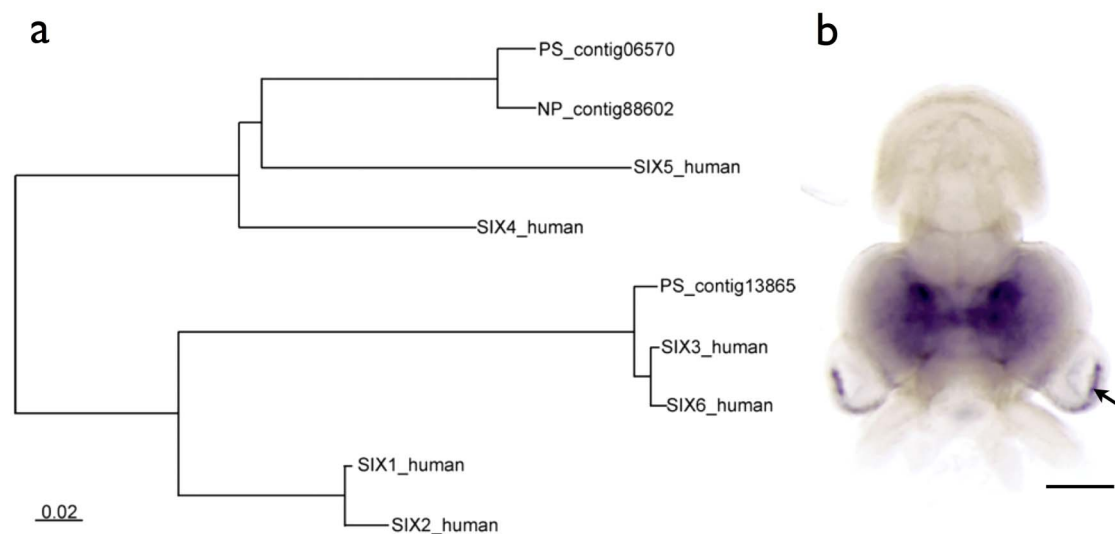 a
b
PS_contig06570
NP_contig88602
SIX5_human
SIX4_human
PS_contig13865
SIX3_human
SIX6_human
SIX1_human
SIX2_human
0.02